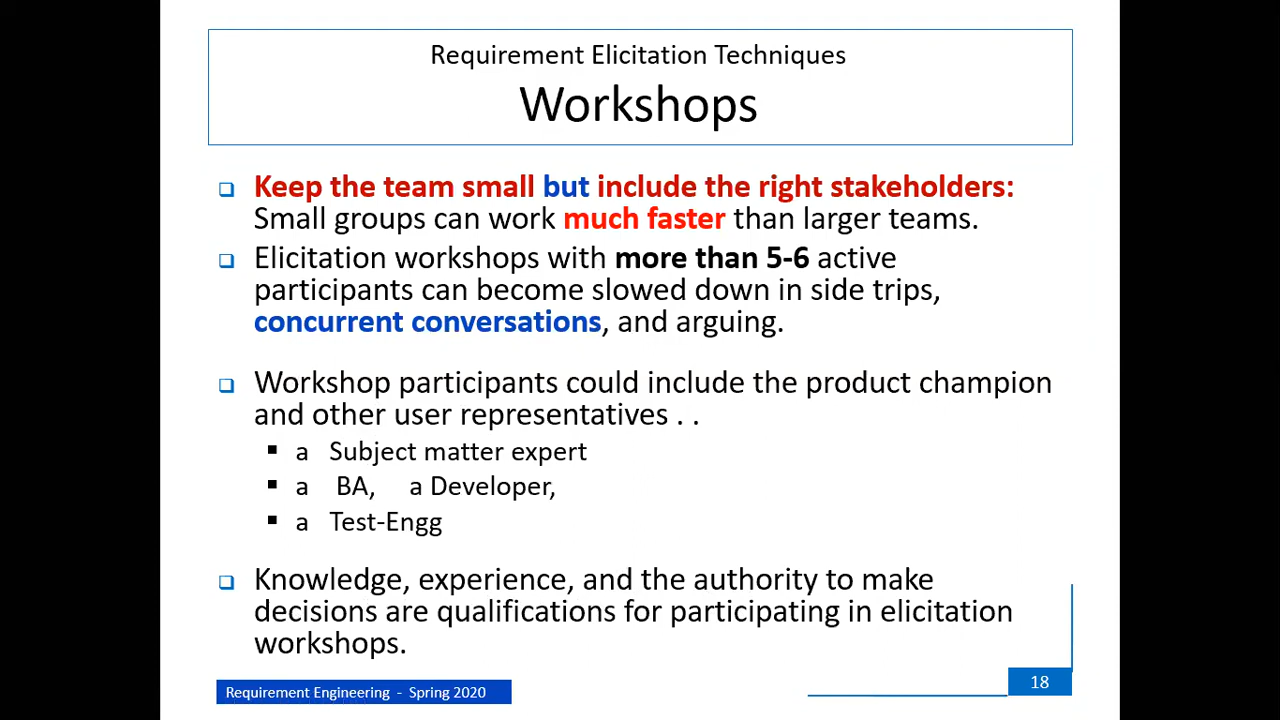 Requirement Elicitation Techniques
Workshops
Keep the team small but include the right stakeholders:
Small groups can work much faster than larger teams.
Elicitation workshops with more than 5-6 active
participants can become slowed down in side trips,
concurrent conversations, and arguing.
Workshop participants could include the product champion
and other user representatives . .
a Subject matter expert
a BA, a Developer,
a Test-Engg
Knowledge, experience, and the authority to make
decisions are qualifications for participating in elicitation
workshops.
Requirement Engineering - Spring 2020
18